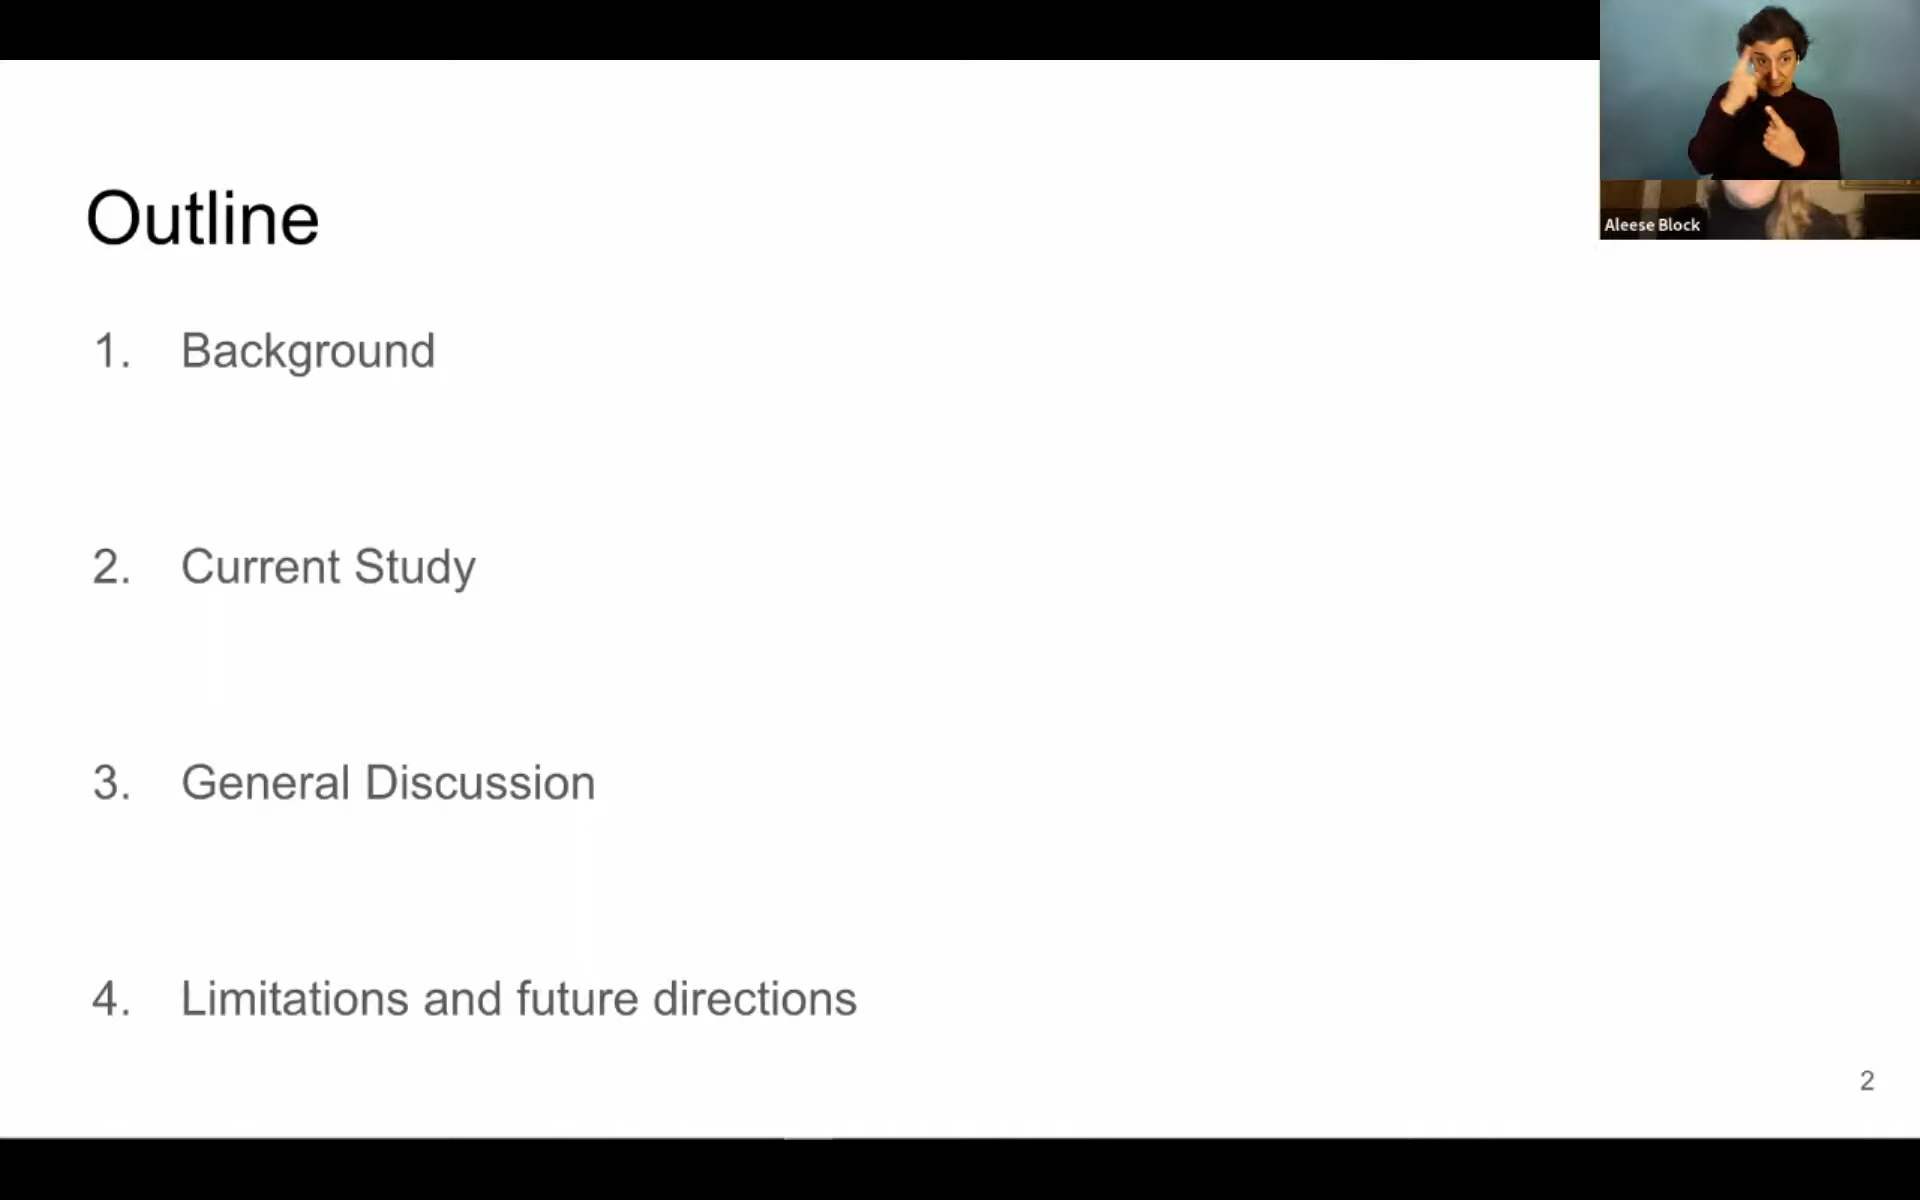 Aleese Block
Outline
1. Background
2. Current Study
3. General Discussion
4. Limitations and future directions
2